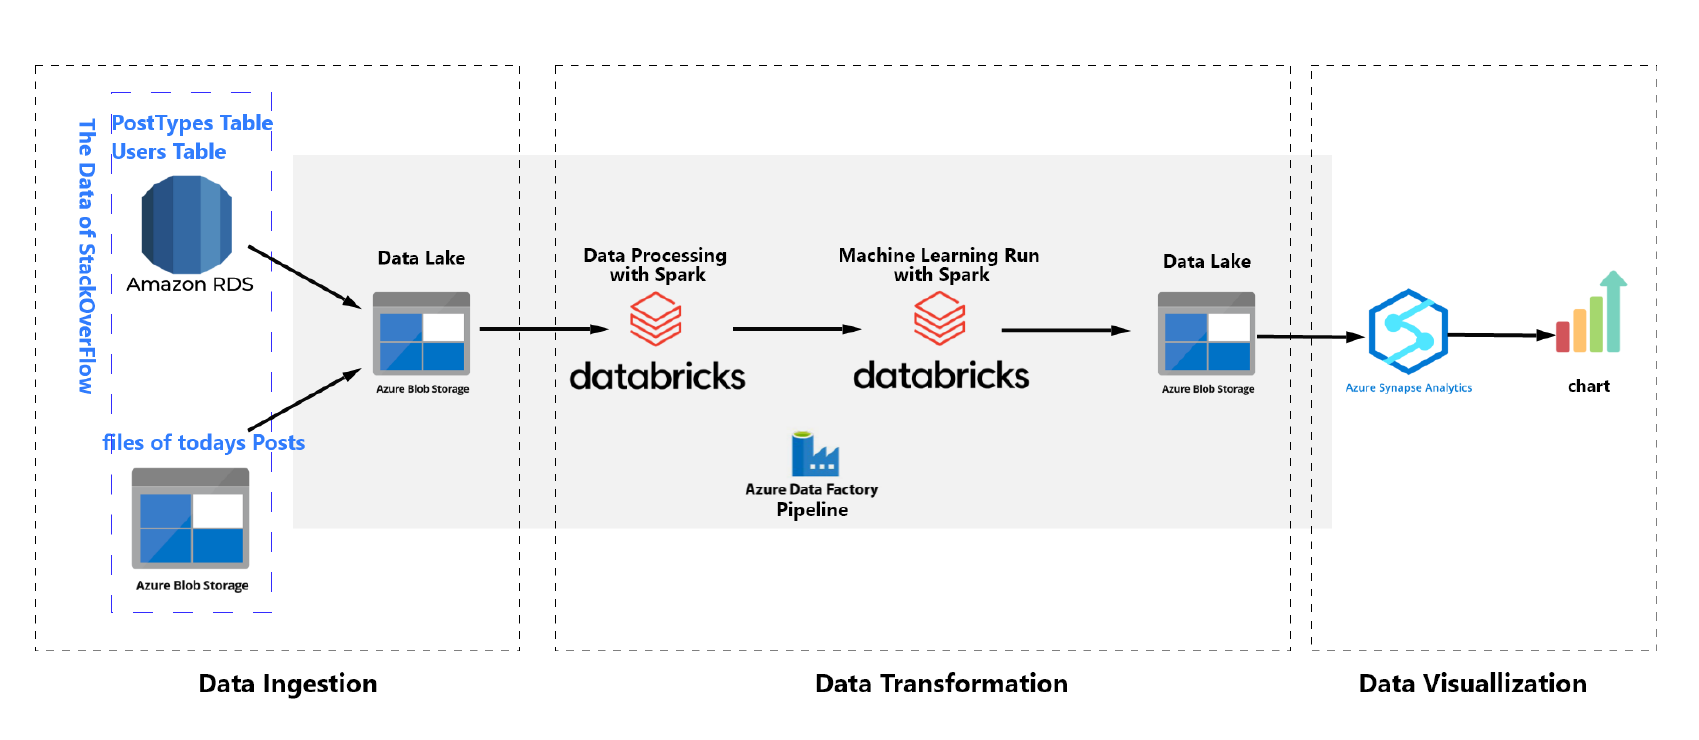 The Data of StackOverFlow
PostTypes Table
Users Table
Amazon RDS
files of todays Posts
Azure Blob Storage
Data Lake
Azure Blob Storage
Data Processing
with Spark
databricks
Machine Learning Run
with Spark
databricks
Data Lake
Azure Blob Storage
Azure Data Factory
Pipeline
Azure Synapse Analytics
chart
Data Ingestion
Data Transformation
Data Visuallization